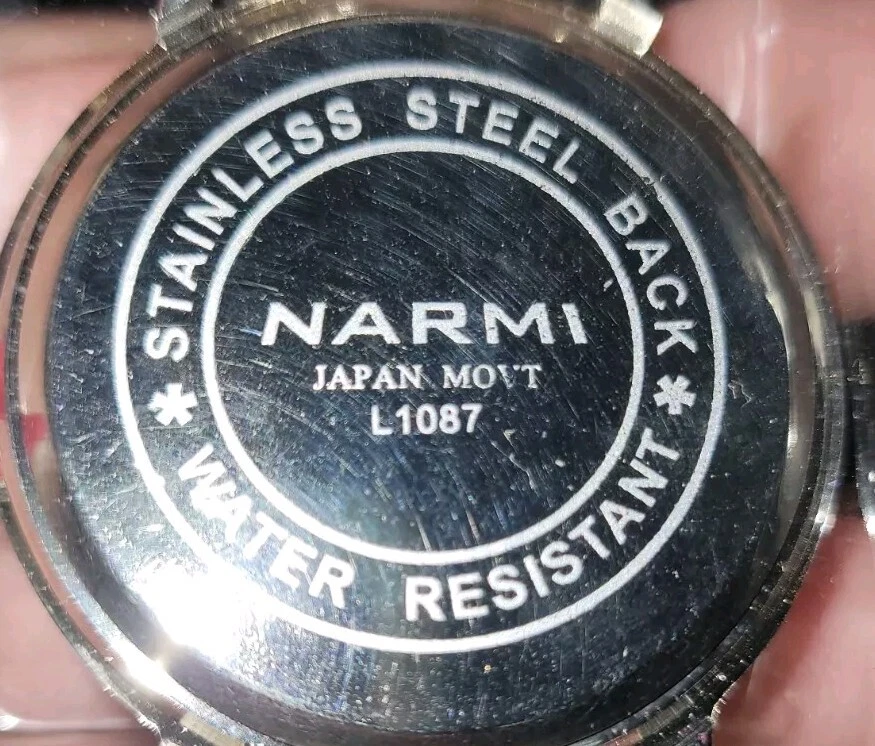 STAINLESS STEEL BACK
NARMI
JAPAN MOVT
L1087
* WATER RESISTANT *